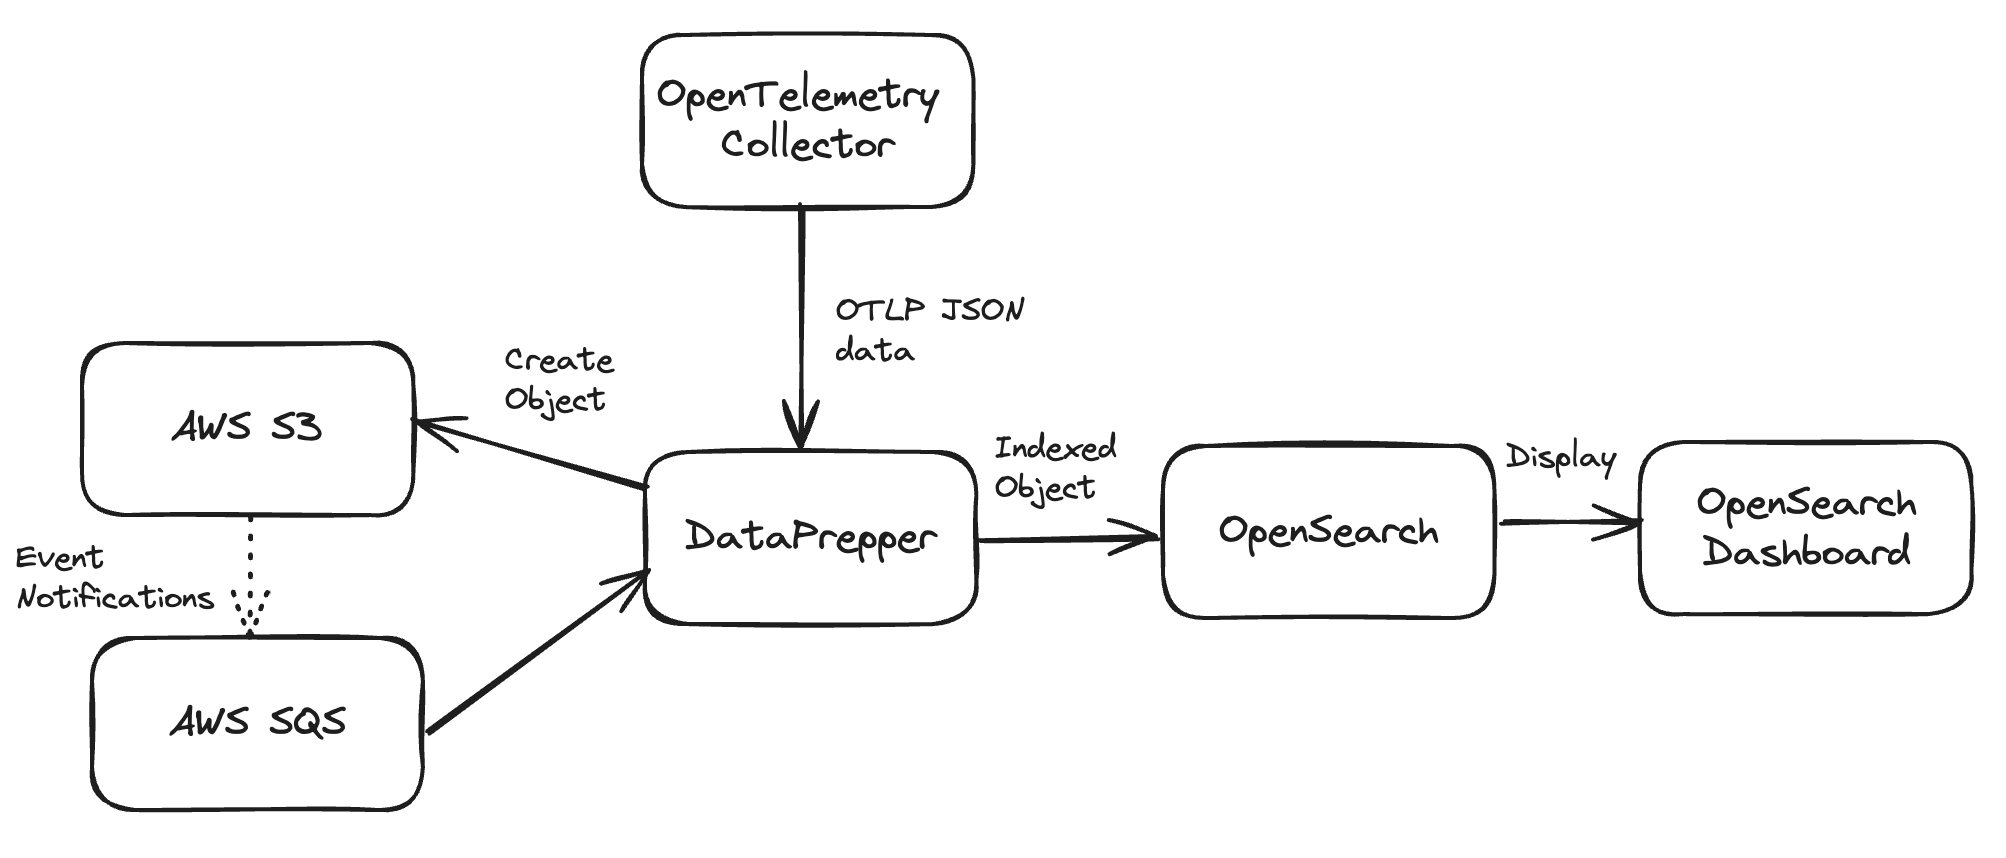 OpenTelemetry
Collector
OTLP JSON
data
Create
Object
AWS S3
Event
Notifications
AWS SQS
DataPrepper
Indexed
Object
OpenSearch
Display
OpenSearch
Dashboard